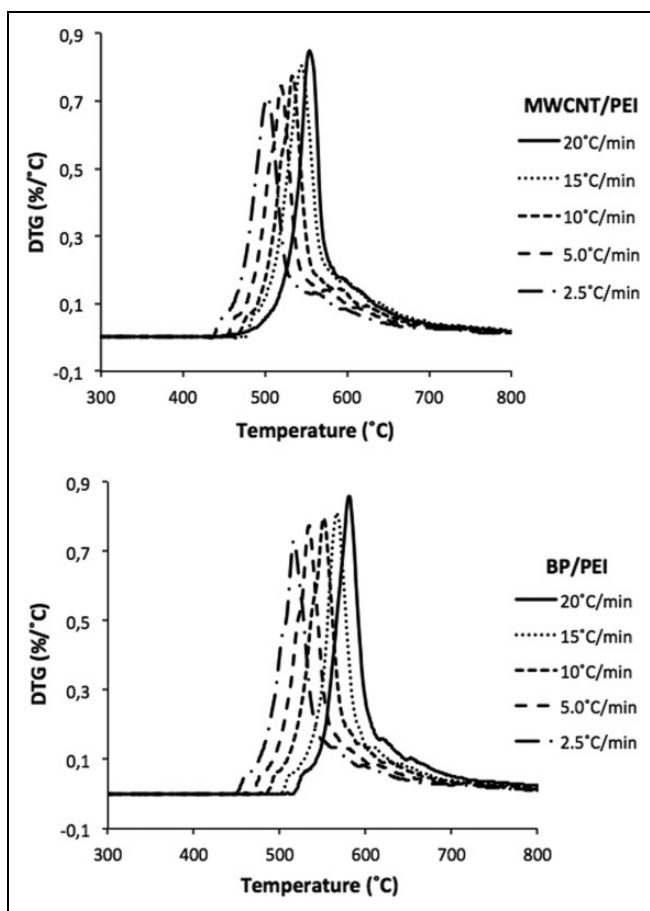 0,9
0,7
0,5
0,3
0,1
-0,1
DTG (%/˚C)
300 400 500 600 700 800
Temperature (˚C)
MWCNT/PEI
20˚C/min
15˚C/min
10˚C/min
5.0˚C/min
2.5˚C/min
0,9
0,7
0,5
0,3
0,1
-0,1
DTG (%/˚C)
300 400 500 600 700 800
Temperature (˚C)
BP/PEI
20˚C/min
15˚C/min
10˚C/min
5.0˚C/min
2.5˚C/min